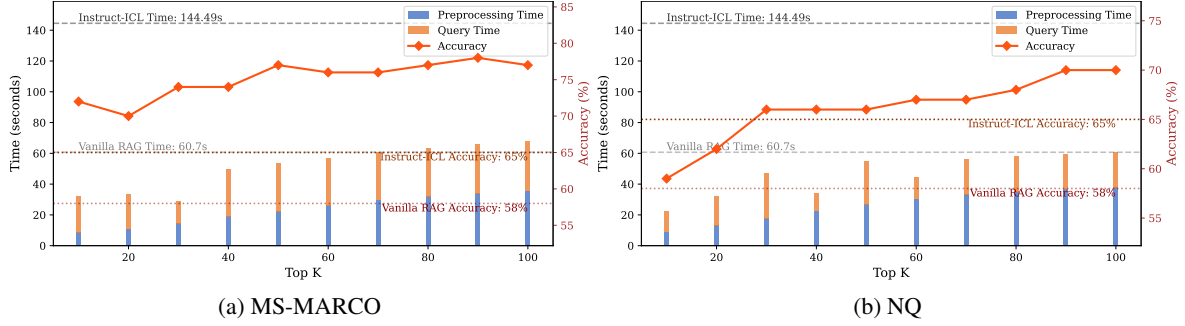 Instruct-ICL Time: 144.49s
Preprocessing Time
Query Time
Accuracy
Vanilla RAG Time: 60.7s
Instruct-ICL Accuracy: 65%
Vanilla RAG Accuracy: 58%
Time (seconds)
0
20
40
60
80
100
120
140
Accuracy (%)
55
60
65
70
75
80
85
20
40
60
80
100
Top K
(a) MS-MARCO
Instruct-ICL Time: 144.49s
Preprocessing Time
Query Time
Accuracy
Instruct-ICL Accuracy: 65%
Vanilla RAG Time: 60.7s
Vanilla RAG Accuracy: 58%
Time (seconds)
0
20
40
60
80
100
120
140
Accuracy (%)
55
60
65
70
75
20
40
60
80
100
Top K
(b) NQ